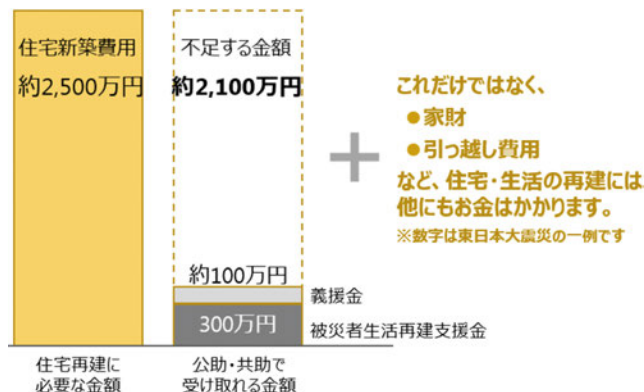 住宅新築費用
約2,500万円
不足する金額
約2,100万円
約100万円
300万円
義援金
被災者生活再建支援金
住宅再建に
必要な金額
公助・共助で
受け取れる金額
これだけではなく、
●家財
●引っ越し費用
など、住宅・生活の再建には
他にもお金はかかります。
※数字は東日本大震災の一例です